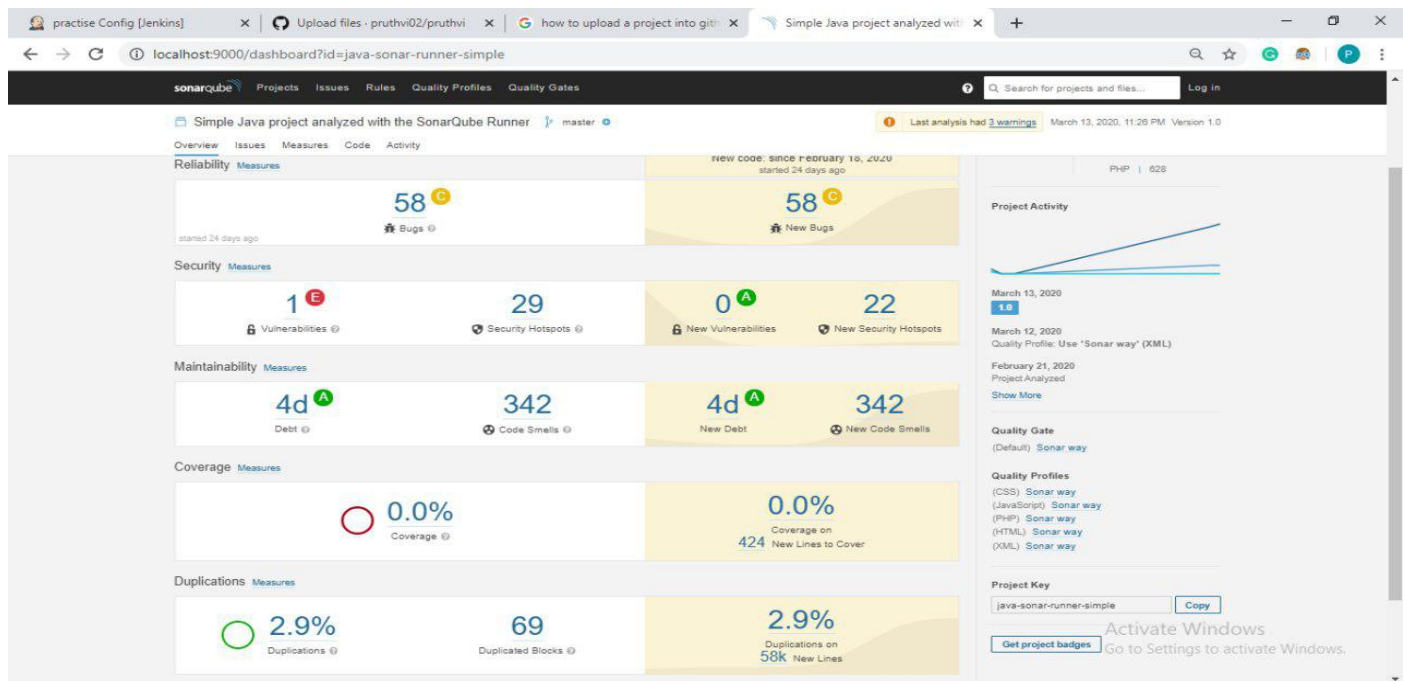 practise Config [Jenkins]
Upload files · pruthvi02/pruthvi
how to upload a project into gith
Simple Java project analyzed wit
localhost:9000/dashboard?id=java-sonar-runner-simple
P
sonarqube Projects Issues Rules Quality Profiles Quality Gates
Search for projects and files...
Log in
Simple Java project analyzed with the SonarQube Runner master
Last analysis had 3 warnings March 13, 2020, 11:26 PM Version 1.0
Overview Issues Measures Code Activity
Reliability Measures
New code: since February 18, 2020
started 24 days ago
58 C
Bugs
started 24 days ago
58 C
New Bugs
Security Measures
1 E
Vulnerabilities
29
Security Hotspots
0 A
New Vulnerabilities
22
New Security Hotspots
Maintainability Measures
4d A
Debt
342
Code Smells
4d A
New Debt
342
New Code Smells
Coverage Measures
0.0%
Coverage
0.0%
Coverage on
424 New Lines to Cover
Duplications Measures
2.9%
Duplications
69
Duplicated Blocks
2.9%
Duplications on
58k New Lines
PHP | 628
Project Activity
March 13, 2020
1.0
March 12, 2020
Quality Profile: Use 'Sonar way' (XML)
February 21, 2020
Project Analyzed
Show More
Quality Gate
(Default) Sonar way
Quality Profiles
(CSS) Sonar way
(JavaScript) Sonar way
(PHP) Sonar way
(HTML) Sonar way
(XML) Sonar way
Project Key
java-sonar-runner-simple
Copy
Get project badges
Activate Windows
Go to Settings to activate Windows.